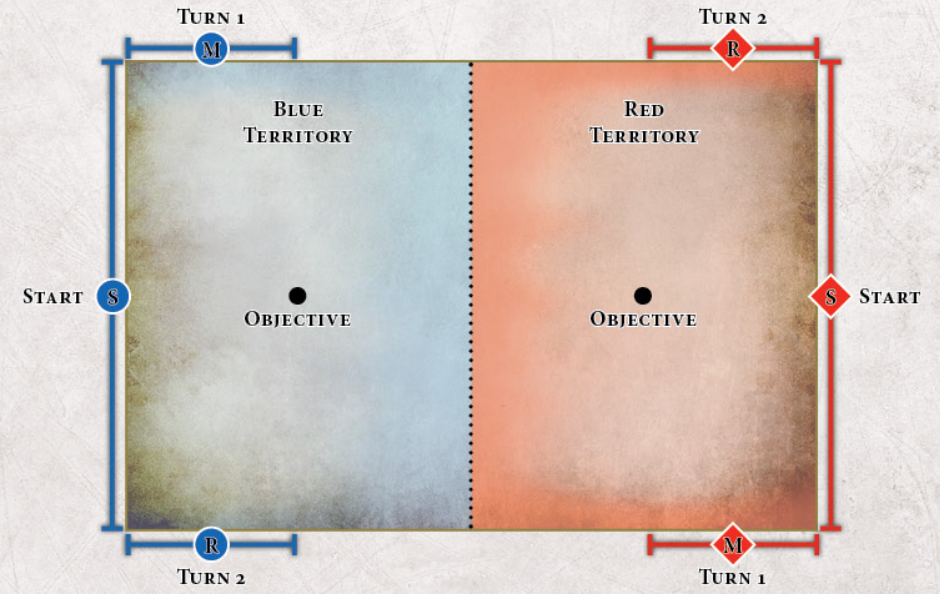 Turn 1
Turn 2
M
R
Blue
Territory
Red
Territory
Start
S
S
Start
Objective
Objective
R
M
Turn 2
Turn 1